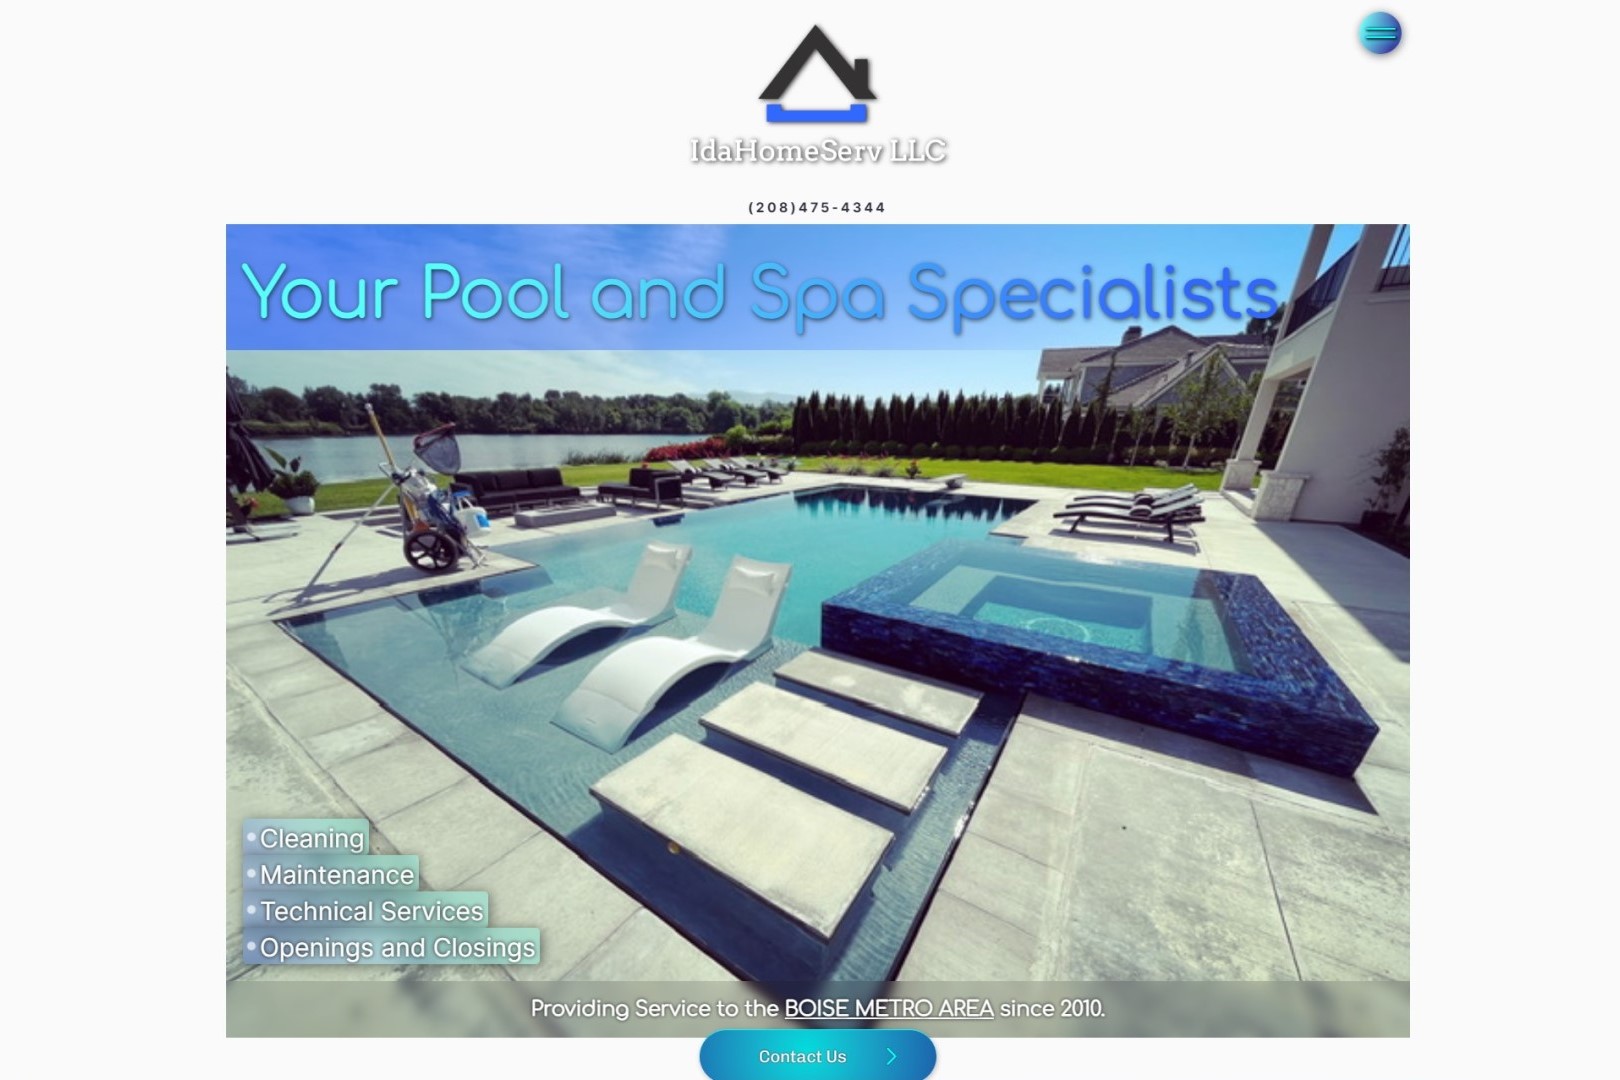 IdaHomeServ LLC
(208)475-4344
Your Pool and Spa Specialists
Cleaning
Maintenance
Technical Services
Openings and Closings
Providing Service to the BOISE METRO AREA since 2010.
Contact Us